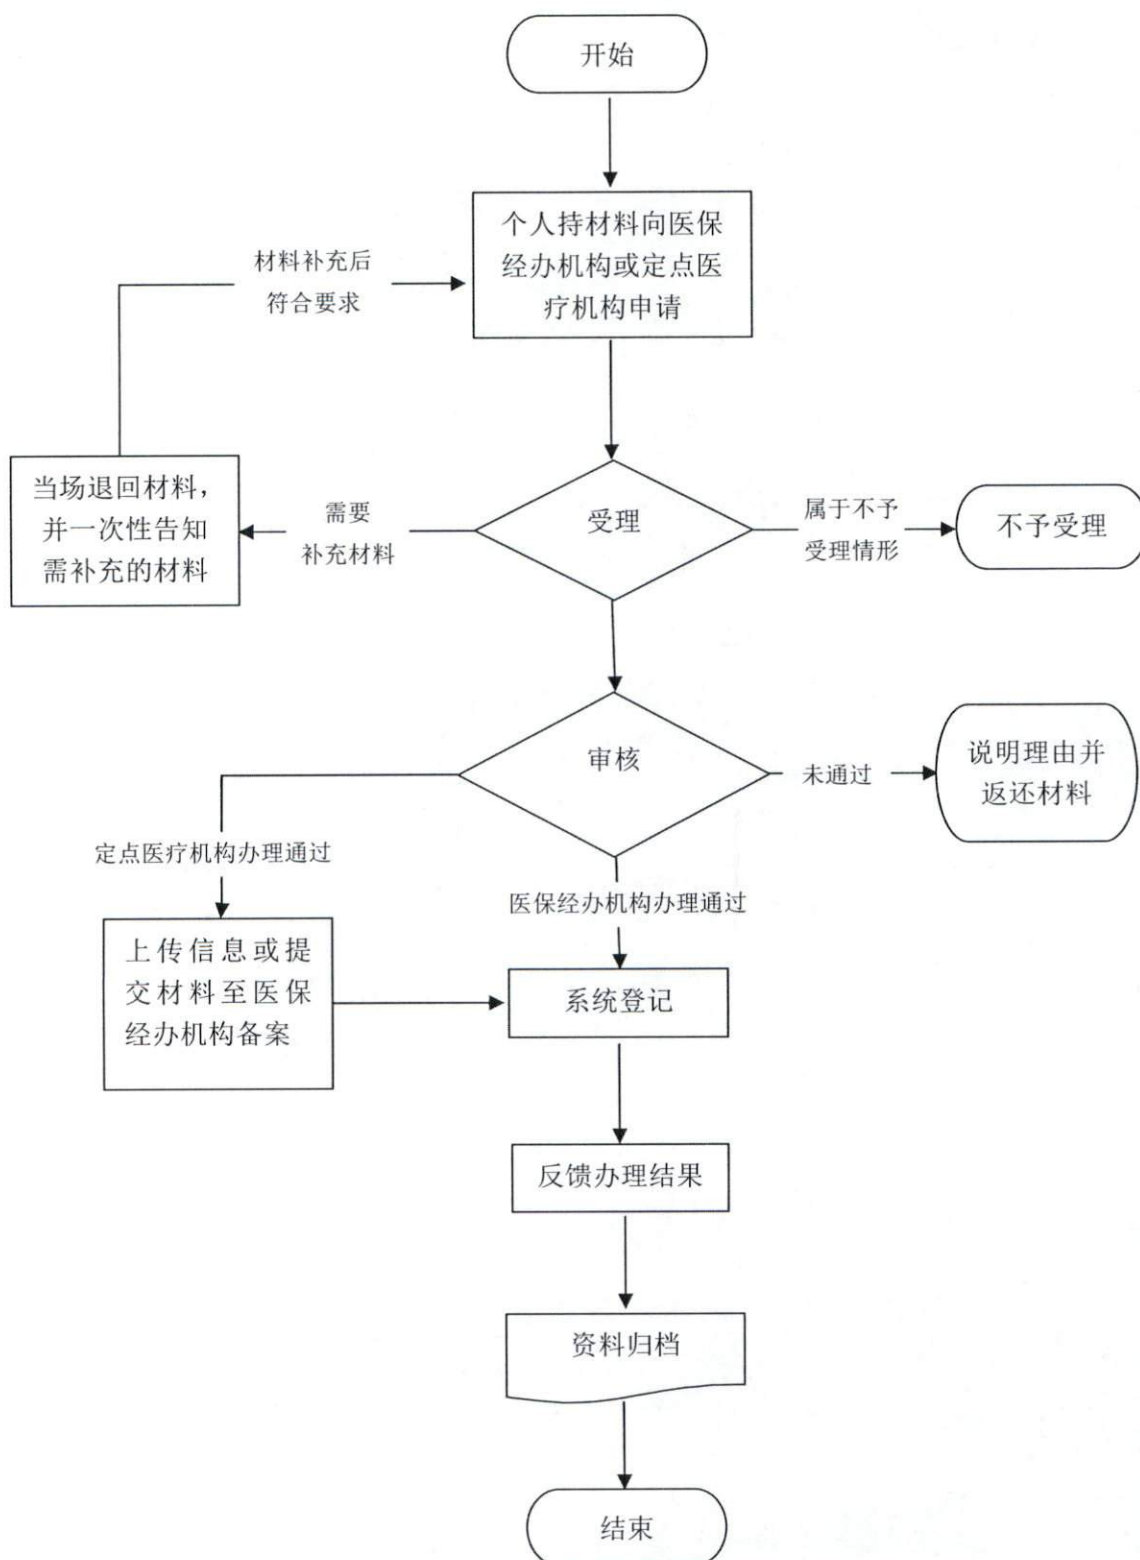 开始
个人持材料向医保
经办机构或定点医
疗机构申请
材料补充后
符合要求
当场退回材料，
并一次性告知
需补充的材料
需要
补充材料
受理
属于不予
受理情形
不予受理
审核
未通过
说明理由并
返还材料
定点医疗机构办理通过
医保经办机构办理通过
上传信息或提
交材料至医保
经办机构备案
系统登记
反馈办理结果
资料归档
结束